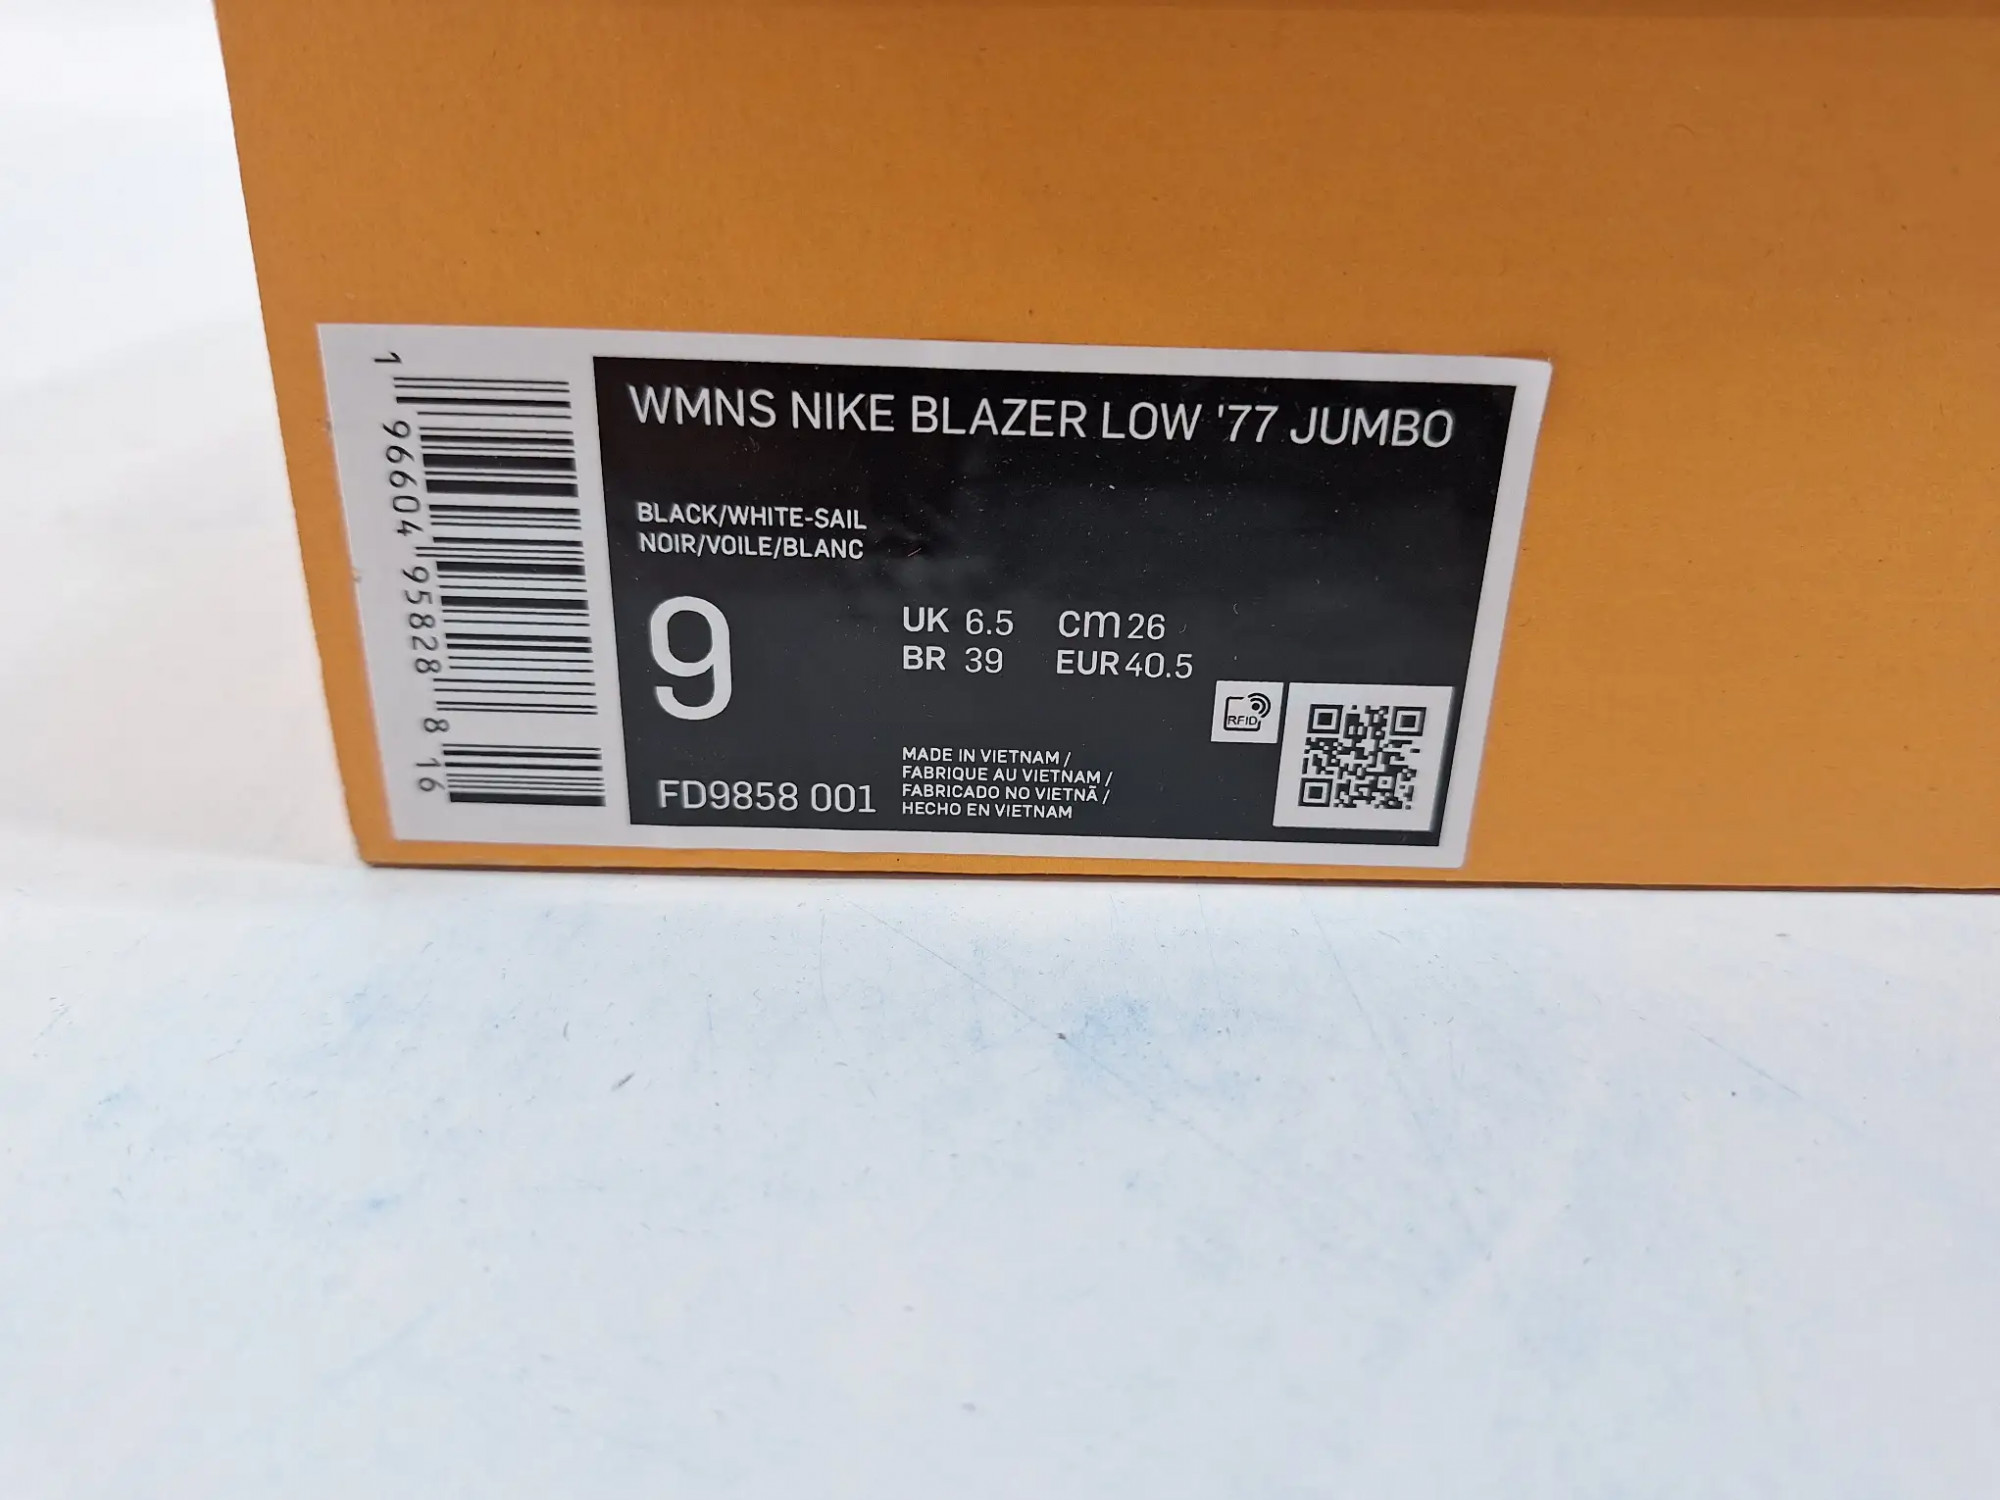 WMNS NIKE BLAZER LOW '77 JUMBO
BLACK/WHITE-SAIL
NOIR/VOILE/BLANC
9
UK 6.5 cm 26
BR 39 EUR 40.5
RFID
FD9858 001
MADE IN VIETNAM /
FABRIQUE AU VIETNAM /
FABRICADO NO VIETNÃ /
HECHO EN VIETNAM
1 96604 95828 8 16